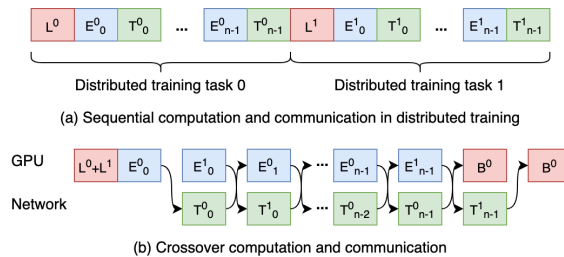 L⁰ E⁰₀ T⁰₀ ... E⁰ₙ₋₁ T⁰ₙ₋₁ L¹ E¹₀ T¹₀ ... E¹ₙ₋₁ T¹ₙ₋₁
Distributed training task 0 Distributed training task 1
(a) Sequential computation and communication in distributed training
GPU L⁰+L¹ E⁰₀ E¹₀ E⁰₁ ... E⁰ₙ₋₁ E¹ₙ₋₁ B⁰ B⁰
Network T⁰₀ T¹₀ ... T⁰ₙ₋₂ T⁰ₙ₋₁ T¹ₙ₋₁
(b) Crossover computation and communication